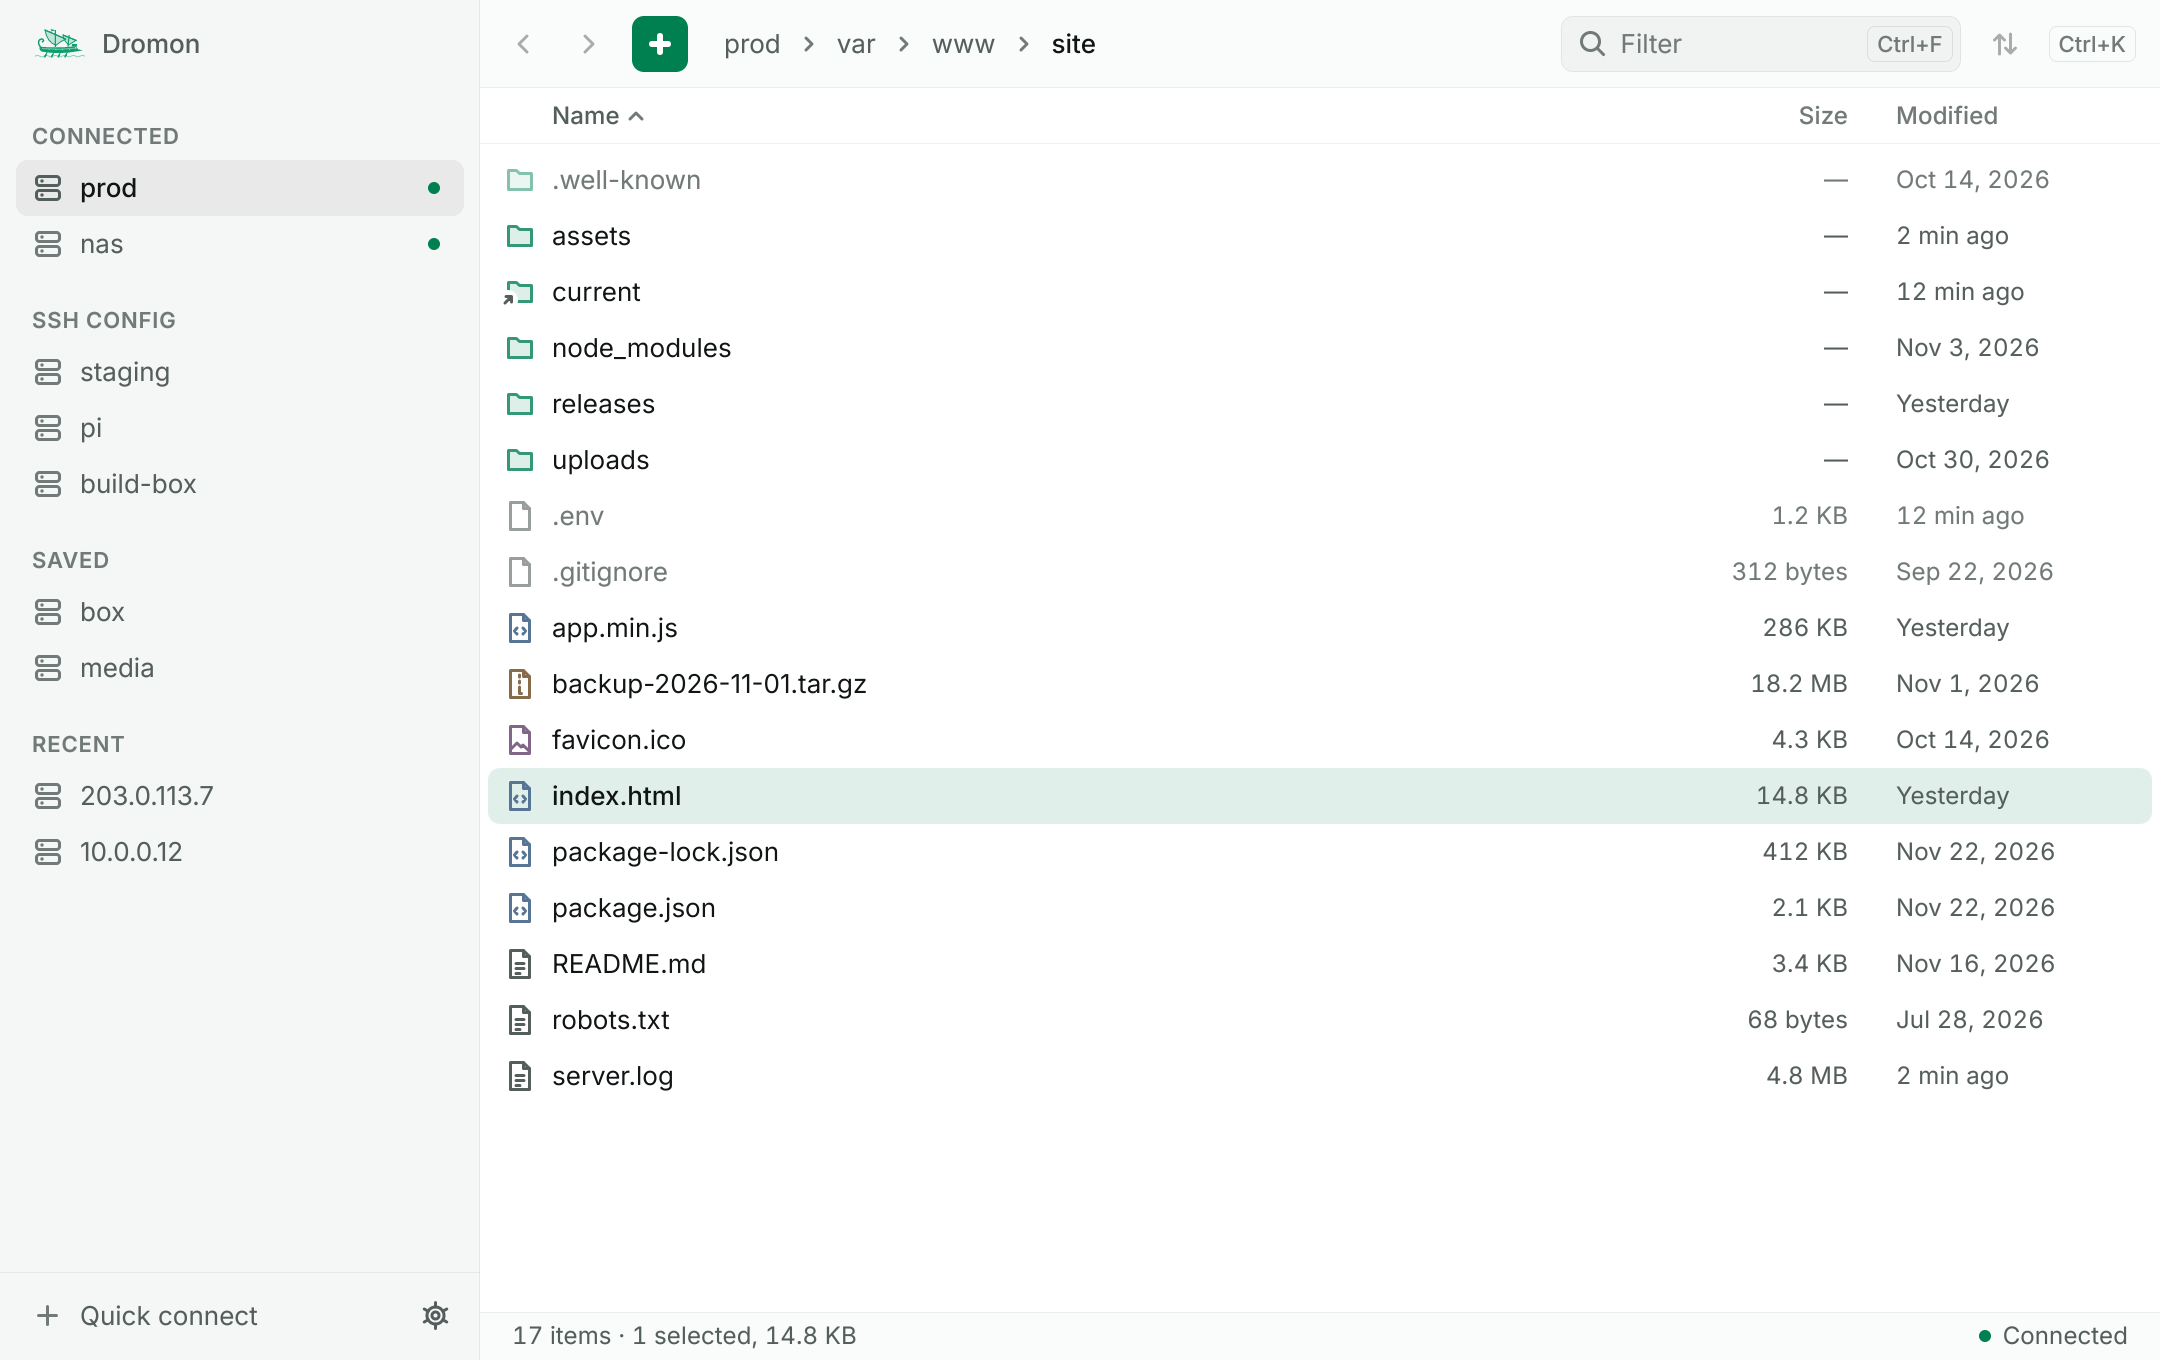 Dromon
CONNECTED
prod
nas
SSH CONFIG
staging
pi
build-box
SAVED
box
media
RECENT
203.0.113.7
10.0.0.12
Quick connect
prod var www site
Filter Ctrl+F Ctrl+K
Name Size Modified
.well-known — Oct 14, 2026
assets — 2 min ago
current — 12 min ago
node_modules — Nov 3, 2026
releases — Yesterday
uploads — Oct 30, 2026
.env 1.2 KB 12 min ago
.gitignore 312 bytes Sep 22, 2026
app.min.js 286 KB Yesterday
backup-2026-11-01.tar.gz 18.2 MB Nov 1, 2026
favicon.ico 4.3 KB Oct 14, 2026
index.html 14.8 KB Yesterday
package-lock.json 412 KB Nov 22, 2026
package.json 2.1 KB Nov 22, 2026
README.md 3.4 KB Nov 16, 2026
robots.txt 68 bytes Jul 28, 2026
server.log 4.8 MB 2 min ago
17 items · 1 selected, 14.8 KB Connected